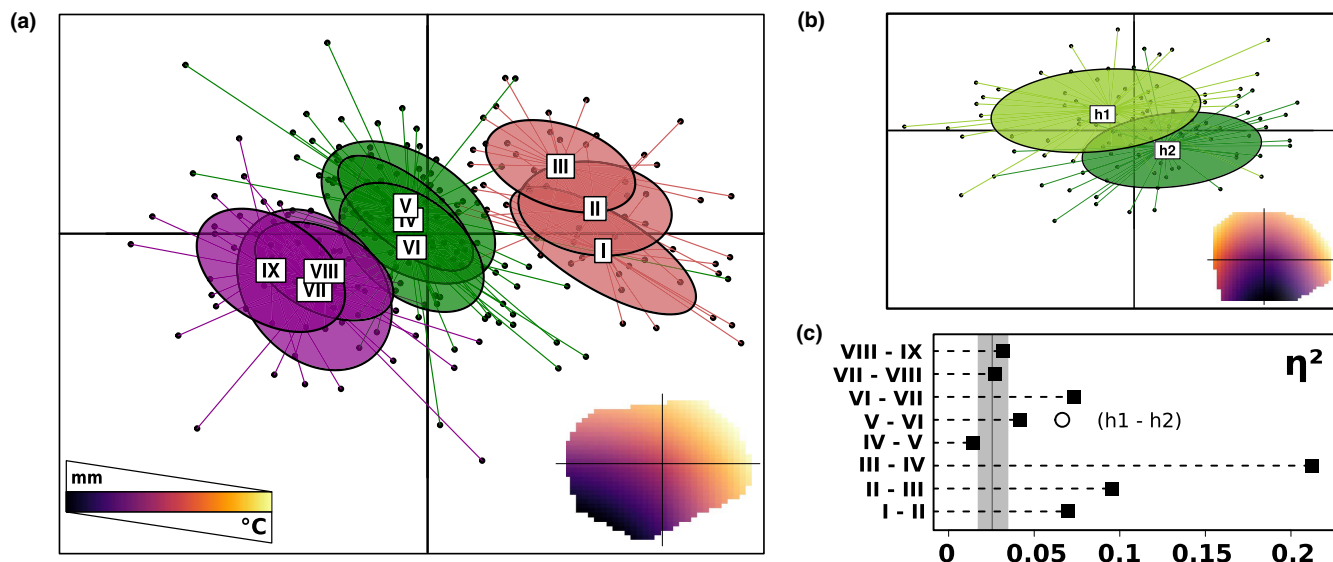 (a)
III
II
I
V
IV
VI
IX
VIII
VII
mm
°C
(b)
h1
h2
(c)
η²
VIII - IX
VII - VIII
VI - VII
V - VI
(h1 - h2)
IV - V
III - IV
II - III
I - II
0 0.05 0.1 0.15 0.2